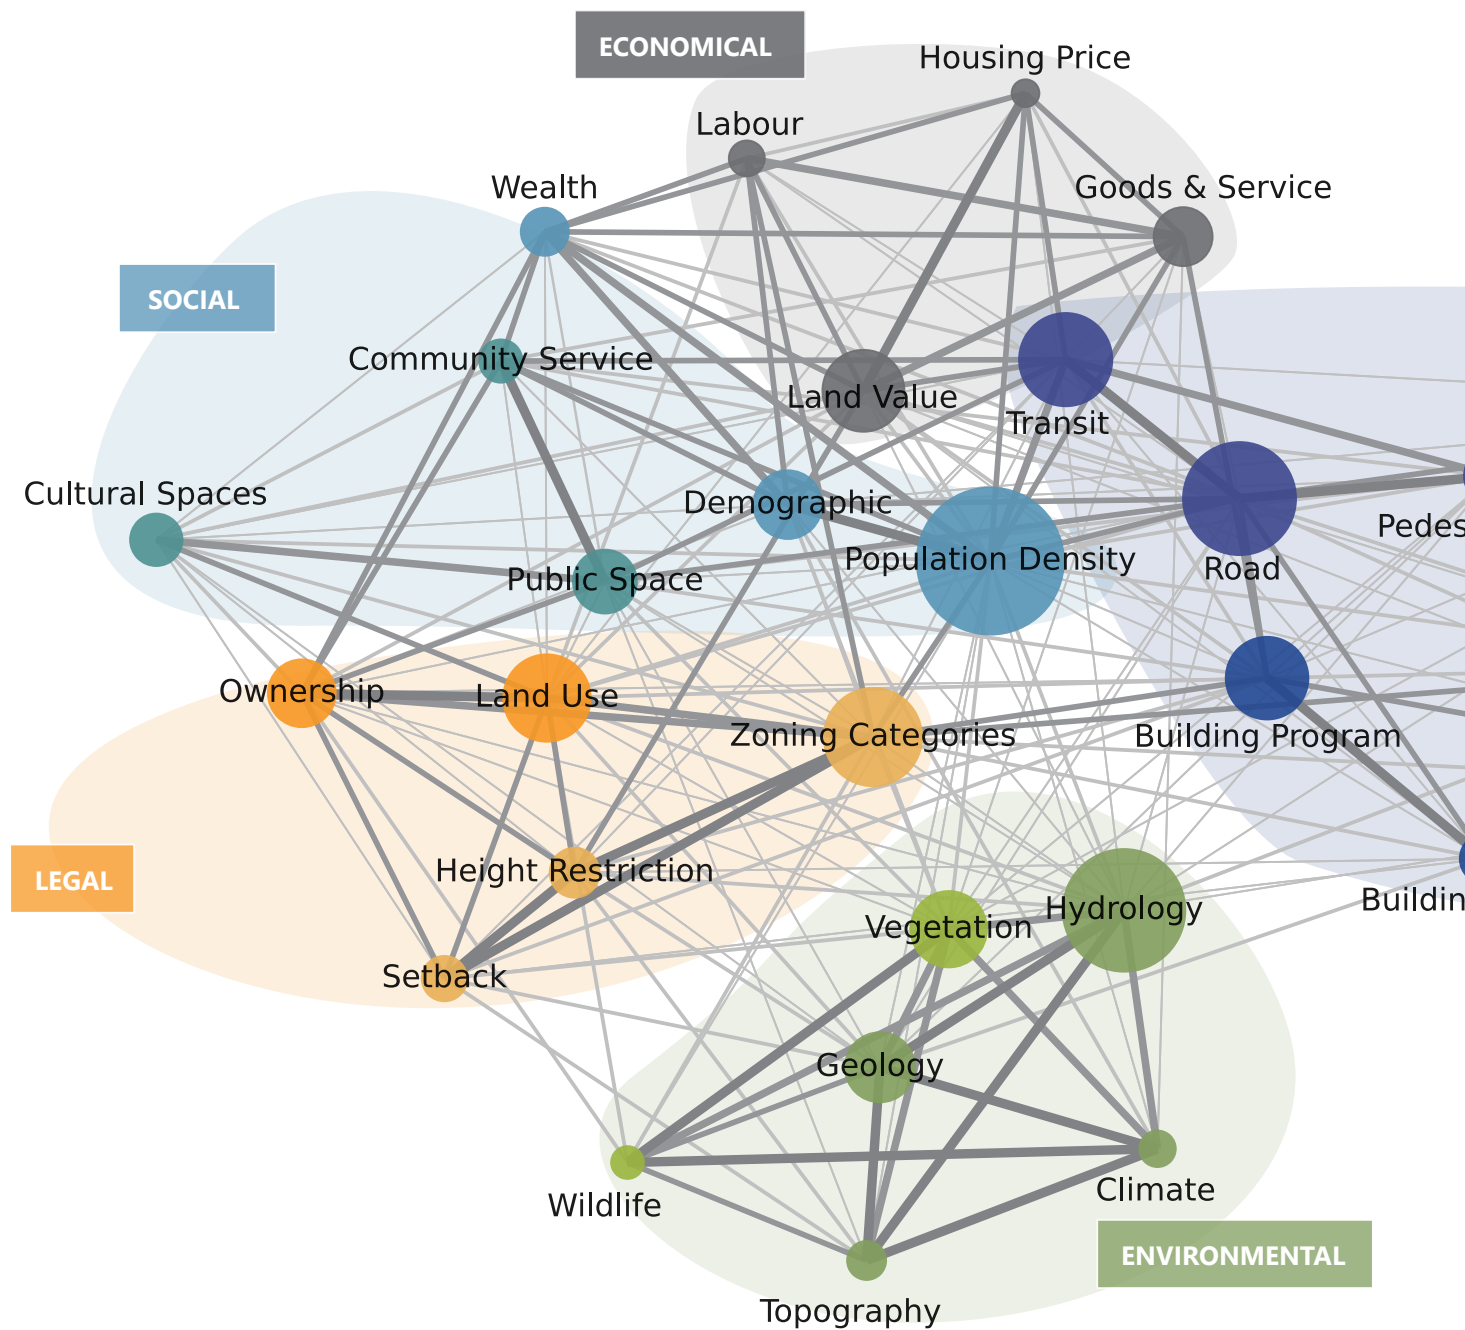 ECONOMICAL
Housing Price
Labour
Wealth
Goods & Service
SOCIAL
Community Service
Land Value
Transit
Cultural Spaces
Demographic
Pedes
Population Density
Road
Public Space
Ownership
Land Use
Zoning Categories
Building Program
Height Restriction
LEGAL
Buildin
Hydrology
Vegetation
Setback
Geology
Climate
Wildlife
ENVIRONMENTAL
Topography